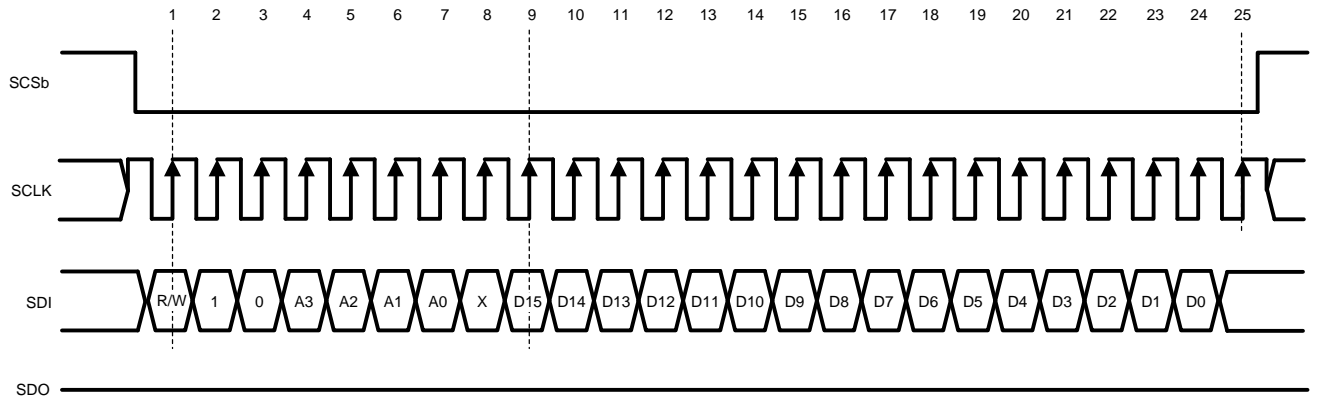 1 2 3 4 5 6 7 8 9 10 11 12 13 14 15 16 17 18 19 20 21 22 23 24 25
SCSb
SCLK
SDI R/W 1 0 A3 A2 A1 A0 X D15 D14 D13 D12 D11 D10 D9 D8 D7 D6 D5 D4 D3 D2 D1 D0
SDO